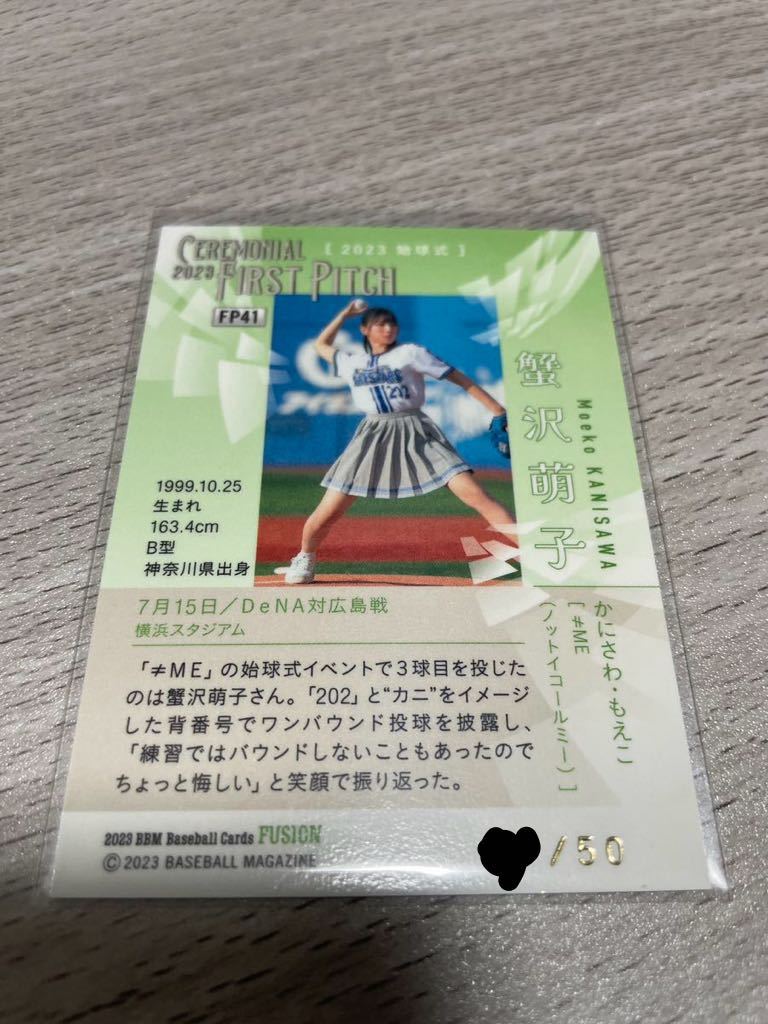 CEREMONIAL
2023 FIRST PITCH
[ 2023 始球式 ]
FP41
202
蟹沢萌子
Moeko KANISAWA
かにさわ・もえこ
[≠ME
(ノットイコールミー)]
1999.10.25
生まれ
163.4cm
B型
神奈川県出身
7月15日／DeNA対広島戦
横浜スタジアム
「≠ME」の始球式イベントで3球目を投じた
のは蟹沢萌子さん。「202」と“カニ”をイメージ
した背番号でワンバウンド投球を披露し、
「練習ではバウンドしないこともあったので
ちょっと悔しい」と笑顔で振り返った。
2023 BBM Baseball Cards FUSION
© 2023 BASEBALL MAGAZINE
/50